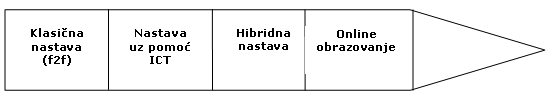 Klasična
nastava
(f2f)
Nastava
uz pomoć
ICT
Hibridna
nastava
Online
obrazovanje